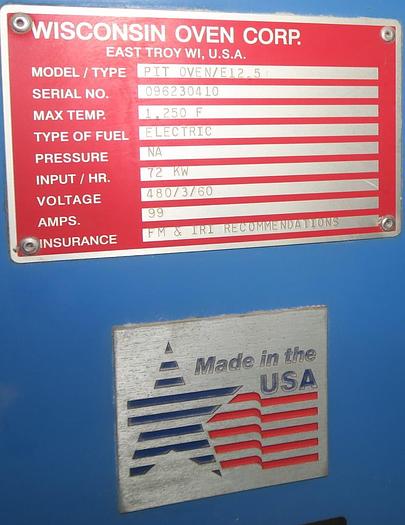 WISCONSIN OVEN CORP.
EAST TROY WI, U.S.A.
MODEL / TYPE PIT OVEN/E12.5
SERIAL NO. 096230410
MAX TEMP. 1,250 F
TYPE OF FUEL ELECTRIC
PRESSURE NA
INPUT / HR. 72 KW
VOLTAGE 480/3/60
AMPS. 99
INSURANCE FM & IRI RECOMMENDATIONS
Made in the
USA